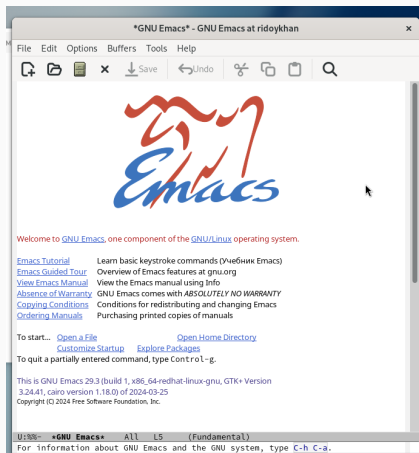 *GNU Emacs* - GNU Emacs at ridoykhan
File Edit Options Buffers Tools Help
Save Undo
Emacs
Welcome to GNU Emacs, one component of the GNU/Linux operating system.
Emacs Tutorial Learn basic keystroke commands (Учебник Emacs)
Emacs Guided Tour Overview of Emacs features at gnu.org
View Emacs Manual View the Emacs manual using Info
Absence of Warranty GNU Emacs comes with ABSOLUTELY NO WARRANTY
Copying Conditions Conditions for redistributing and changing Emacs
Ordering Manuals Purchasing printed copies of manuals
To start... Open a File Open Home Directory
Customize Startup Explore Packages
To quit a partially entered command, type Control-g.
This is GNU Emacs 29.3 (build 1, x86_64-redhat-linux-gnu, GTK+ Version
3.24.41, cairo version 1.18.0) of 2024-03-25
Copyright (C) 2024 Free Software Foundation, Inc.
U:%%- *GNU Emacs* All L5 (Fundamental)
For information about GNU Emacs and the GNU system, type C-h C-a.